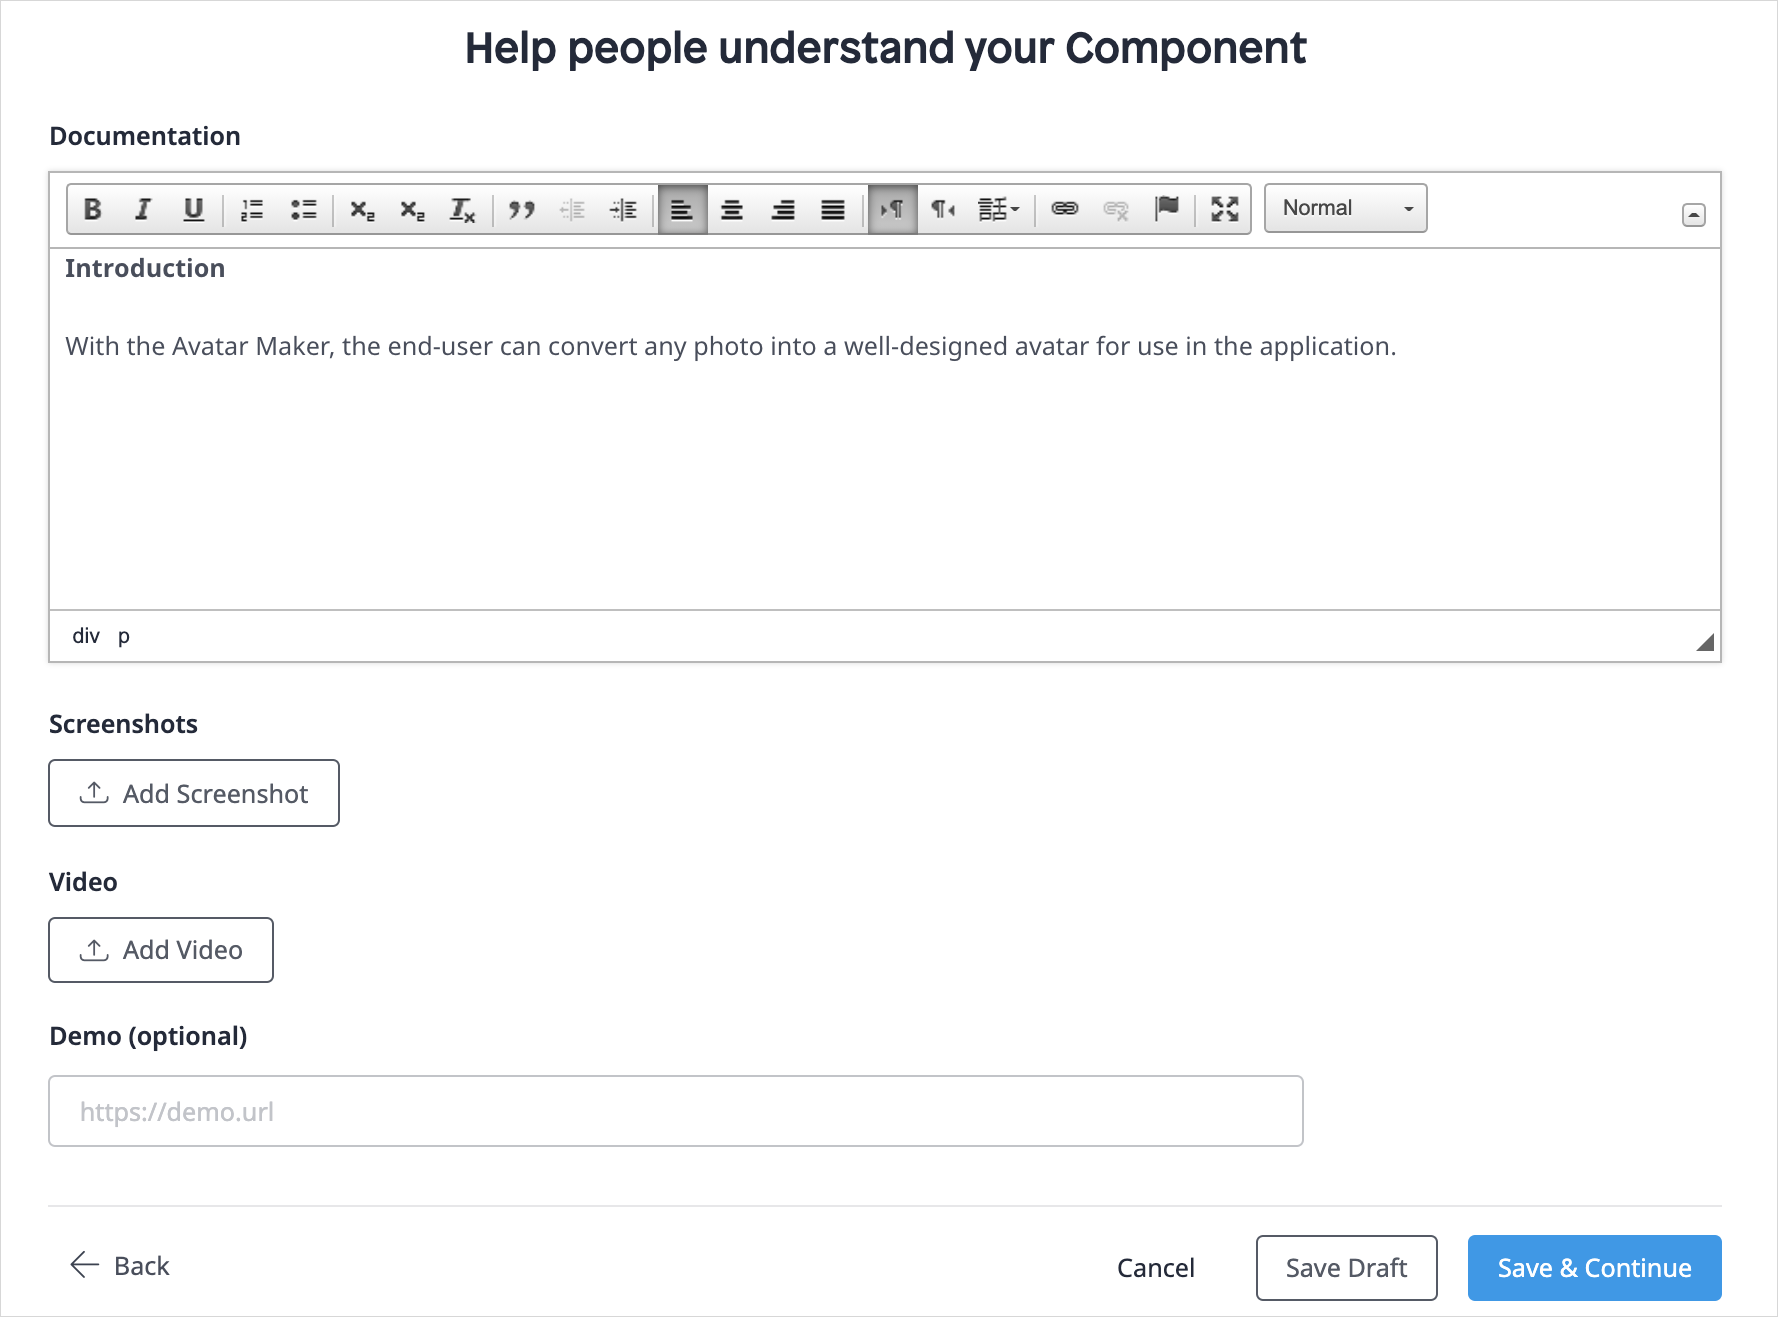 Help people understand your Component
Documentation
Normal
Introduction
With the Avatar Maker, the end-user can convert any photo into a well-designed avatar for use in the application.
div p
Screenshots
Add Screenshot
Video
Add Video
Demo (optional)
https://demo.url
Back Cancel Save Draft Save & Continue